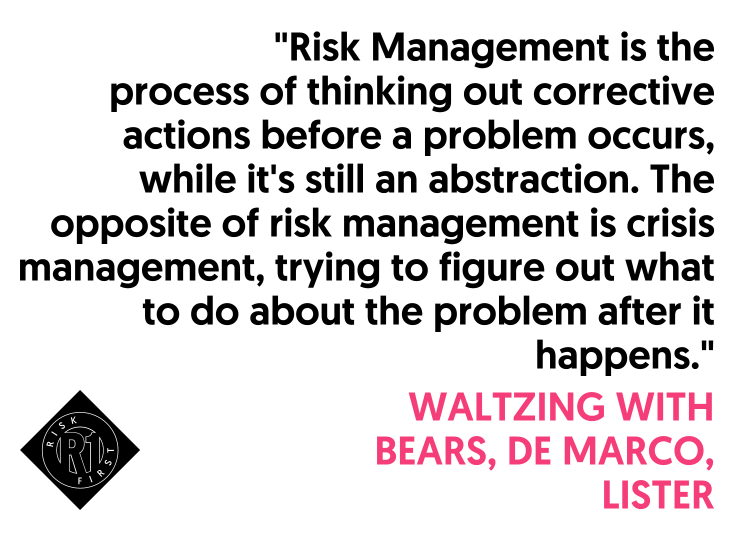 "Risk Management is the
process of thinking out corrective
actions before a problem occurs,
while it's still an abstraction. The
opposite of risk management is crisis
management, trying to figure out what
to do about the problem after it
happens."
WALTZING WITH
BEARS, DE MARCO,
LISTER
RISK
R1
FIRST